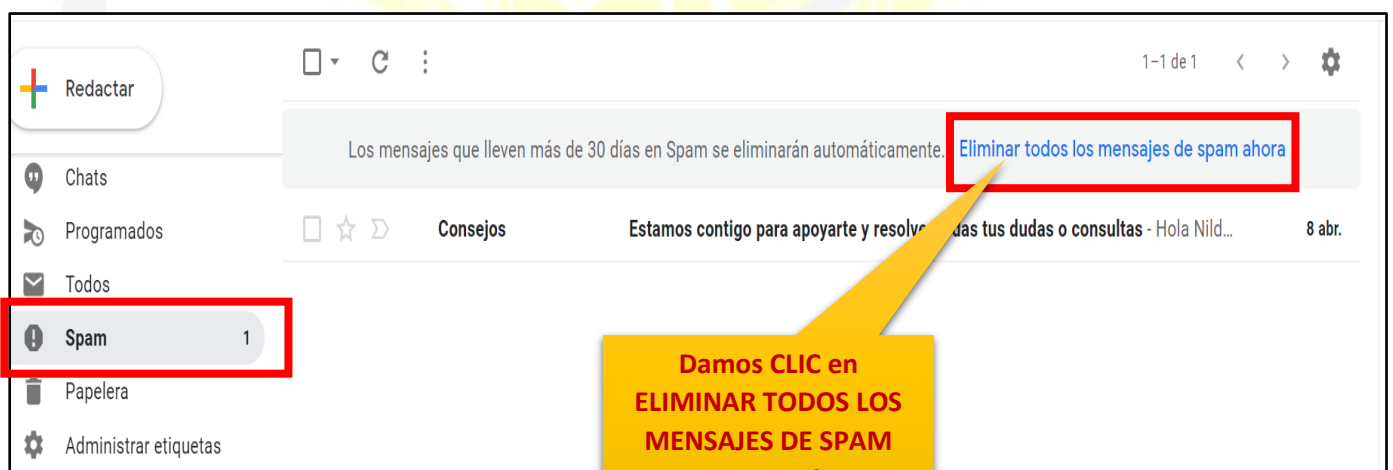 1–1 de 1
Redactar
Los mensajes que lleven más de 30 días en Spam se eliminarán automáticamente. Eliminar todos los mensajes de spam ahora
Chats
Programados
Consejos Estamos contigo para apoyarte y das tus dudas o consultas - Hola Nild... 8 abr.
Todos
Spam 1
Papelera
Administrar etiquetas
Damos CLIC en
ELIMINAR TODOS LOS
MENSAJES DE SPAM